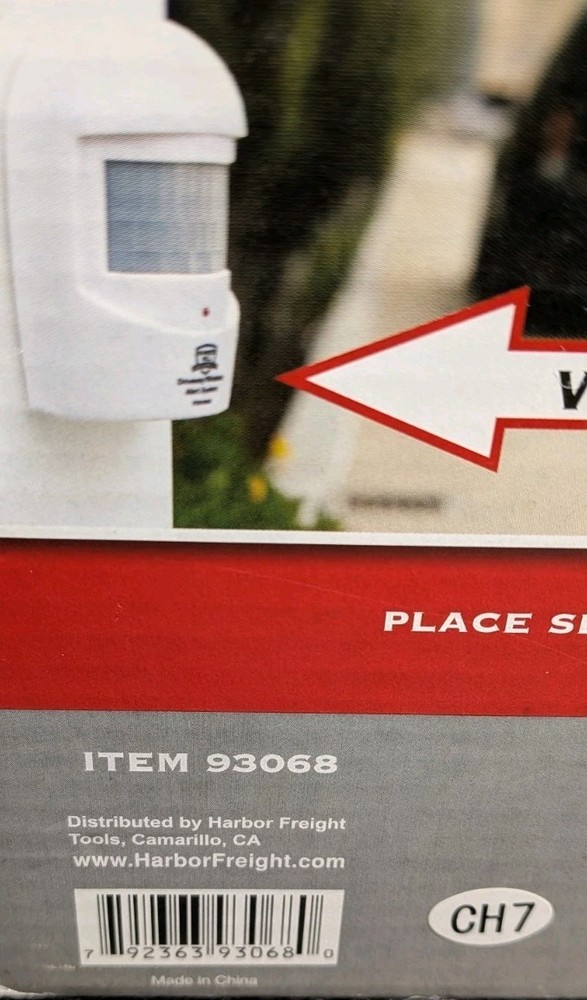 PLACE
ITEM 93068
Distributed by Harbor Freight
Tools, Camarillo, CA
www.HarborFreight.com
7 92363 93068 0
CH7
Made in China